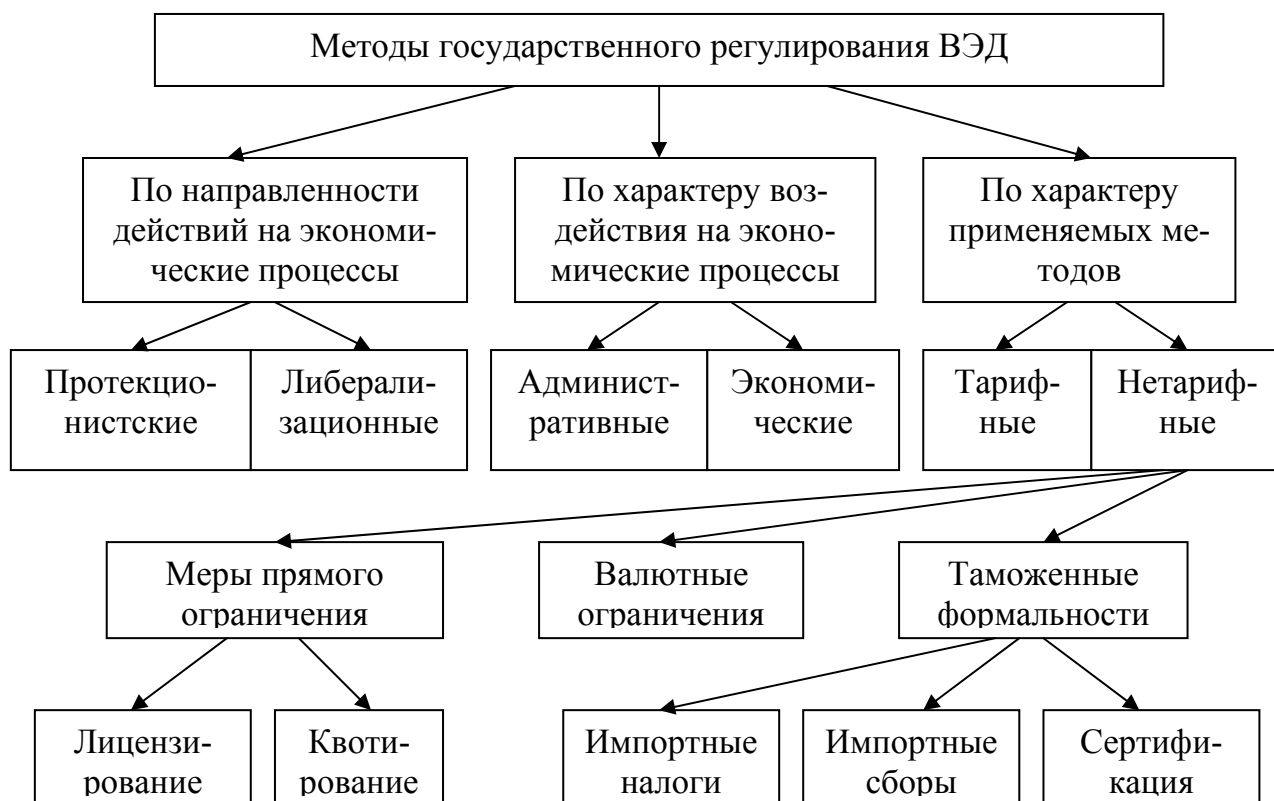 Методы государственного регулирования ВЭД
По направленности
действий на экономи-
ческие процессы
По характеру воз-
действия на эконо-
мические процессы
По характеру
применяемых ме-
тодов
Протекцио-
нистские
Либерали-
зационные
Админист-
ративные
Экономи-
ческие
Тариф-
ные
Нетариф-
ные
Меры прямого
ограничения
Валютные
ограничения
Таможенные
формальности
Лицензи-
рование
Квоти-
рование
Импортные
налоги
Импортные
сборы
Сертифи-
кация